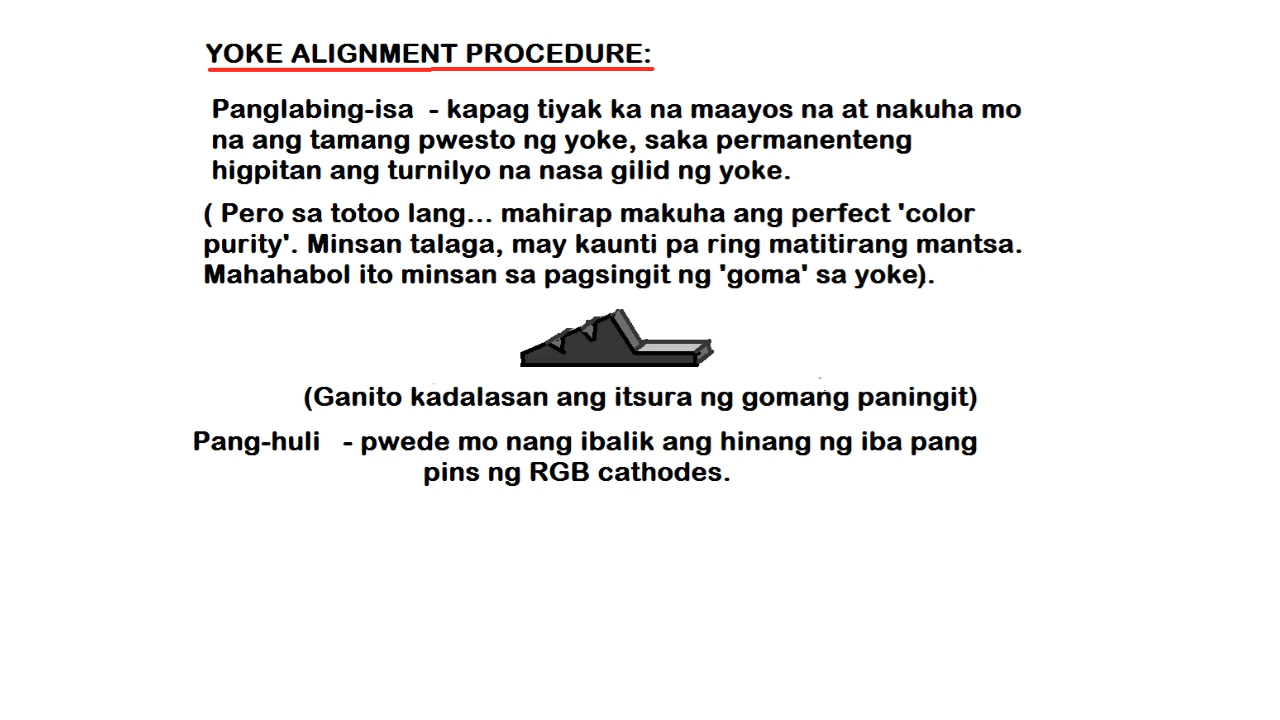 YOKE ALIGNMENT PROCEDURE:
Panglabing-isa - kapag tiyak ka na maayos na at nakuha mo
na ang tamang pwesto ng yoke, saka permanenteng
higpitan ang turnilyo na nasa gilid ng yoke.
( Pero sa totoo lang... mahirap makuha ang perfect 'color
purity'. Minsan talaga, may kaunti pa ring matitirang mantsa.
Mahahabol ito minsan sa pagsingit ng 'goma' sa yoke).
(Ganito kadalasan ang itsura ng gomang paningit)
Pang-huli - pwede mo nang ibalik ang hinang ng iba pang
pins ng RGB cathodes.